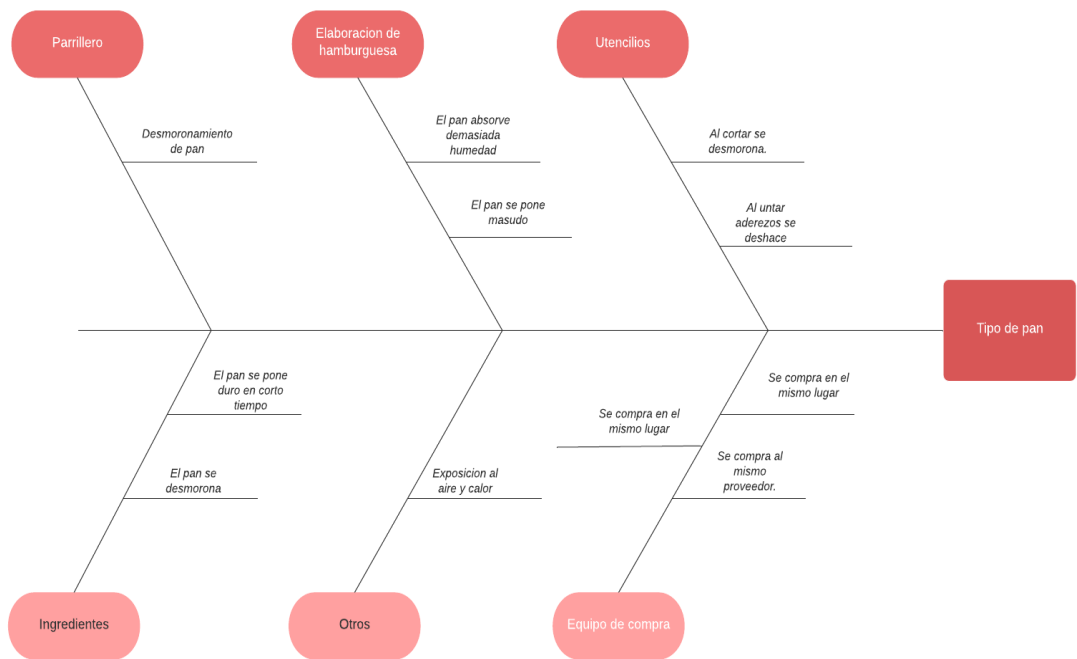 Parrillero
Elaboracion de
hamburguesa
Utencilios
Desmoronamiento
de pan
El pan absorve
demasiada
humedad
El pan se pone
masudo
Al cortar se
desmorona.
Al untar
aderezos se
deshace
Tipo de pan
El pan se pone
duro en corto
tiempo
El pan se
desmorona
Exposicion al
aire y calor
Se compra en el
mismo lugar
Se compra en el
mismo lugar
Se compra al
mismo
proveedor.
Ingredientes
Otros
Equipo de compra